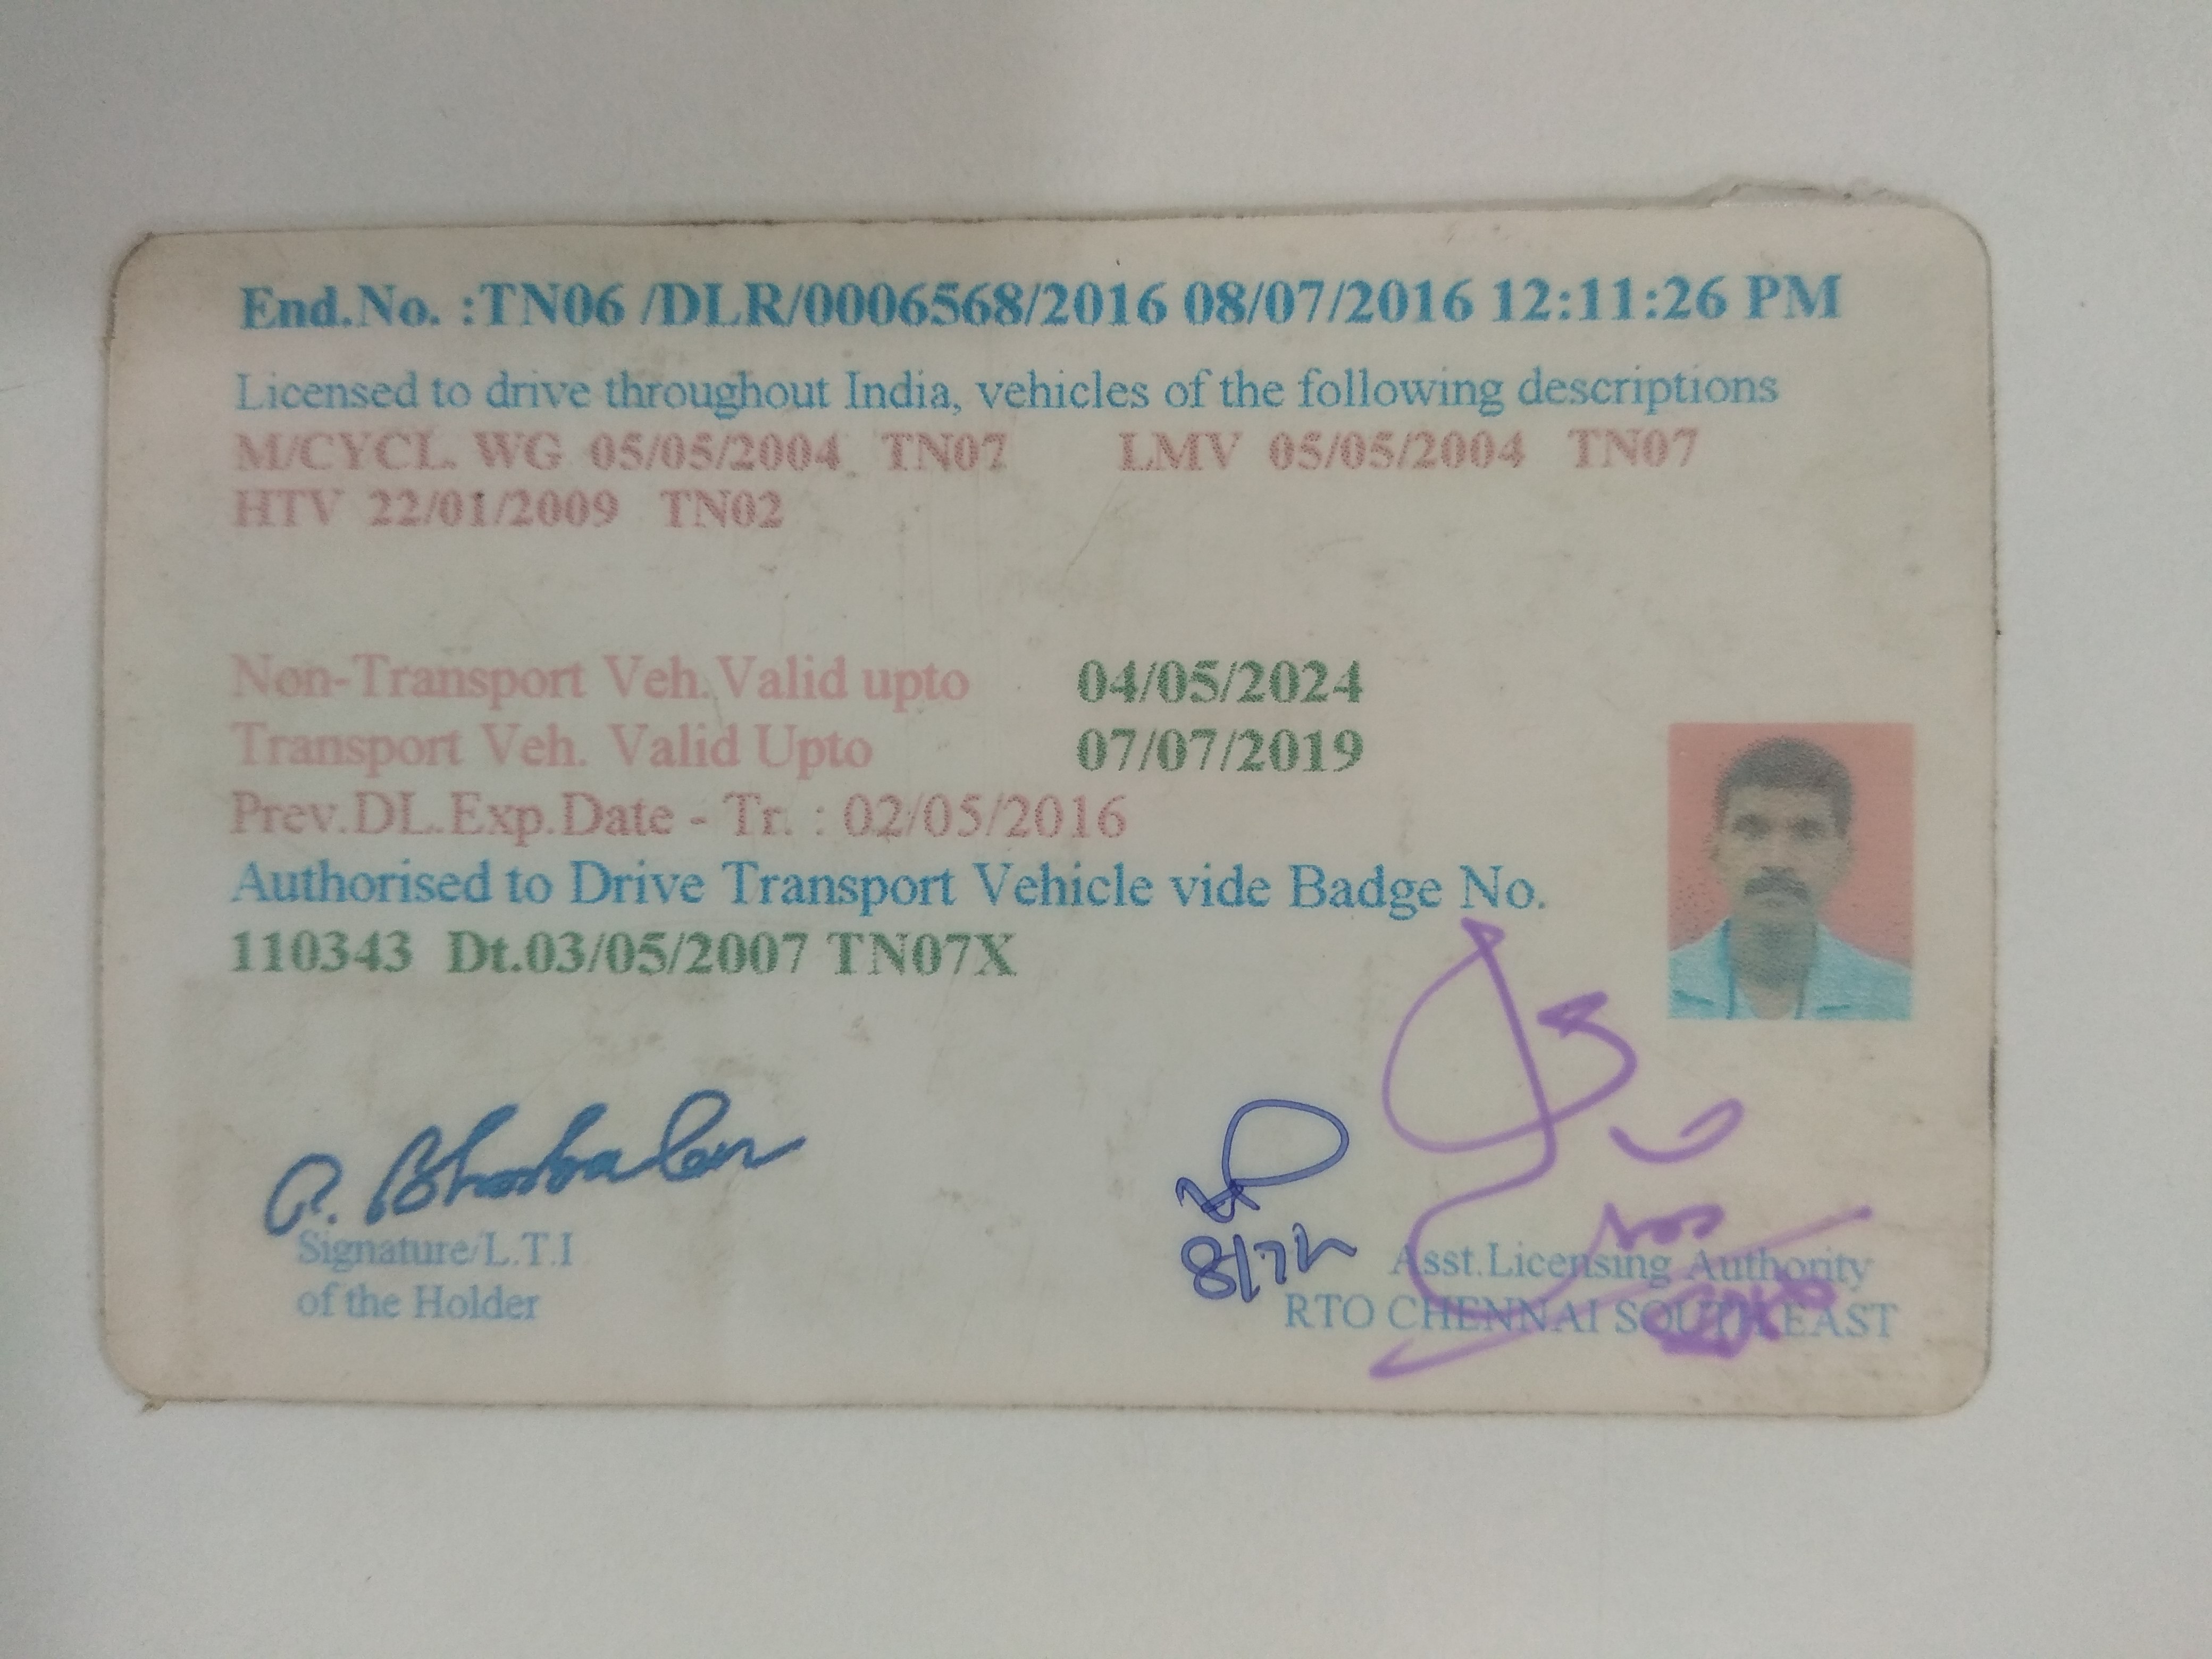 End.No. :TN06 /DLR/0006568/2016 08/07/2016 12:11:26 PM
Licensed to drive throughout India, vehicles of the following descriptions
M/CYCL. WG 05/05/2004 TN07 LMV 05/05/2004 TN07
HTV 22/01/2009 TN02
Non-Transport Veh.Valid upto 04/05/2024
Transport Veh. Valid Upto 07/07/2019
Prev.DL.Exp.Date - Tr. : 02/05/2016
Authorised to Drive Transport Vehicle vide Badge No.
110343 Dt.03/05/2007 TN07X
Signature/L.T.I
of the Holder
Asst.Licensing Authority
RTO CHENNAI SOUTH EAST